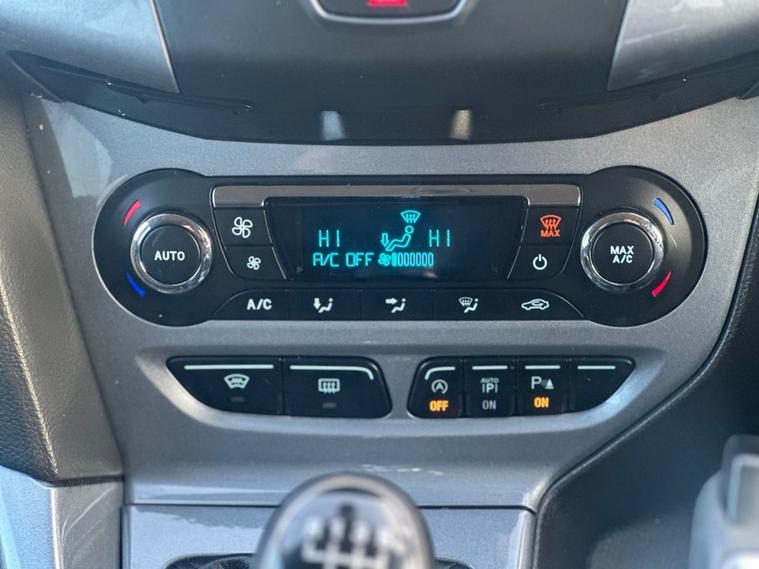 MAX
HI HI
AUTO
MAX
A/C
A/C OFF
A/C
AUTO
P
P
OFF ON ON